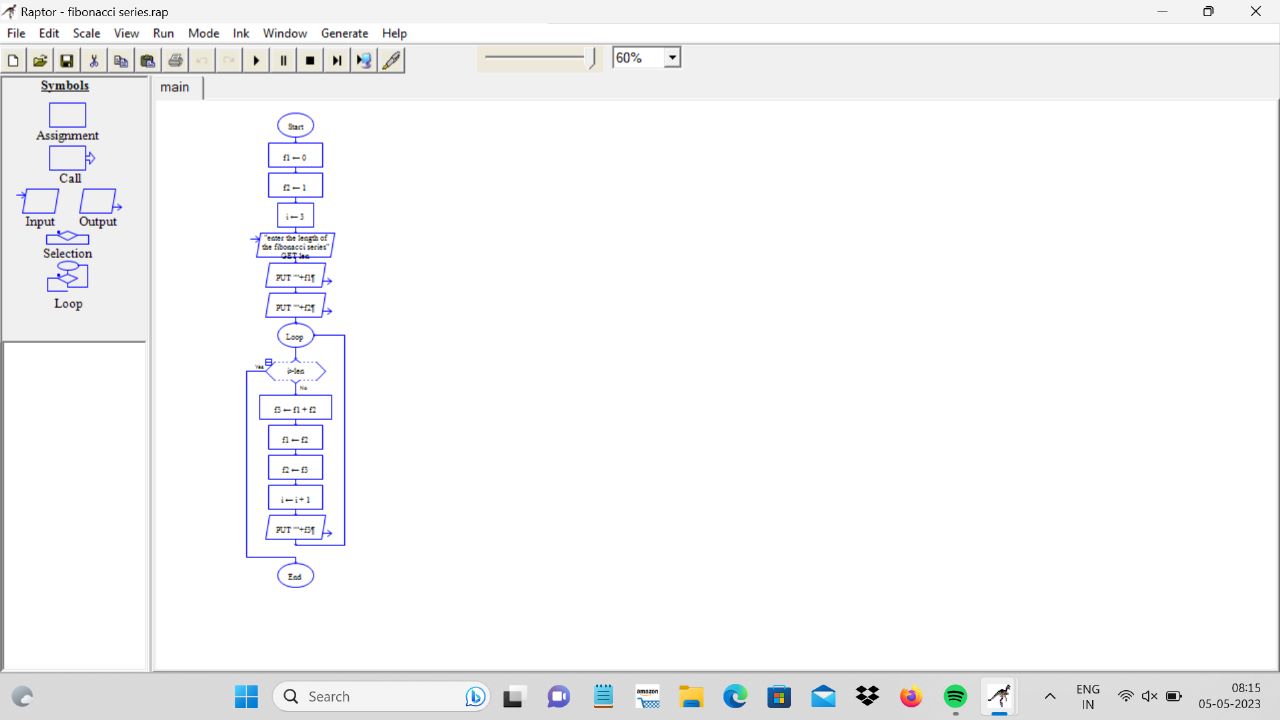 Raptor - fibonacci series.rap
File Edit Scale View Run Mode Ink Window Generate Help
60%
Symbols
Assignment
Call
Input Output
Selection
Loop
main
Start
f1 ← 0
f2 ← 1
i ← 3
"enter the length of
the fibonacci series"
GET len
PUT ""+f1¶
PUT ""+f2¶
Loop
Yes
i>len
No
f3 ← f1 + f2
f1 ← f2
f2 ← f3
i ← i + 1
PUT ""+f3¶
End
Search
amazon
ENG
IN
08:15
05-05-2023